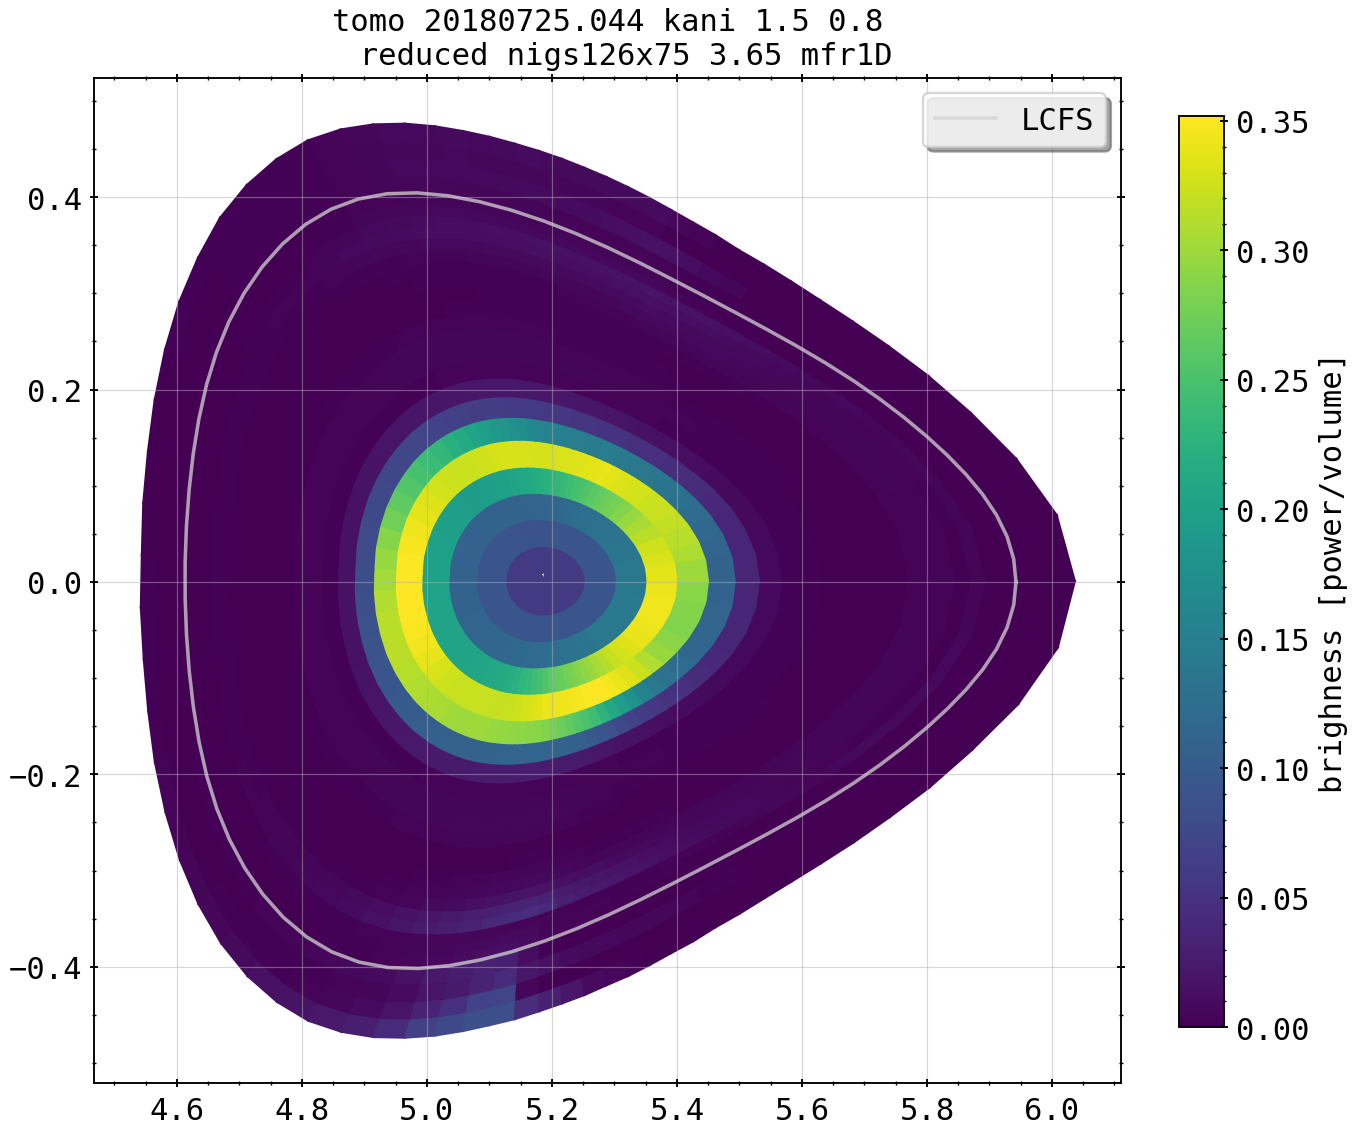 tomo 20180725.044 kani 1.5 0.8
reduced nigs126x75 3.65 mfr1D
LCFS
0.4
0.2
0.0
−0.2
−0.4
4.6 4.8 5.0 5.2 5.4 5.6 5.8 6.0
0.35
0.30
0.25
0.20
0.15
0.10
0.05
0.00
brighness [power/volume]